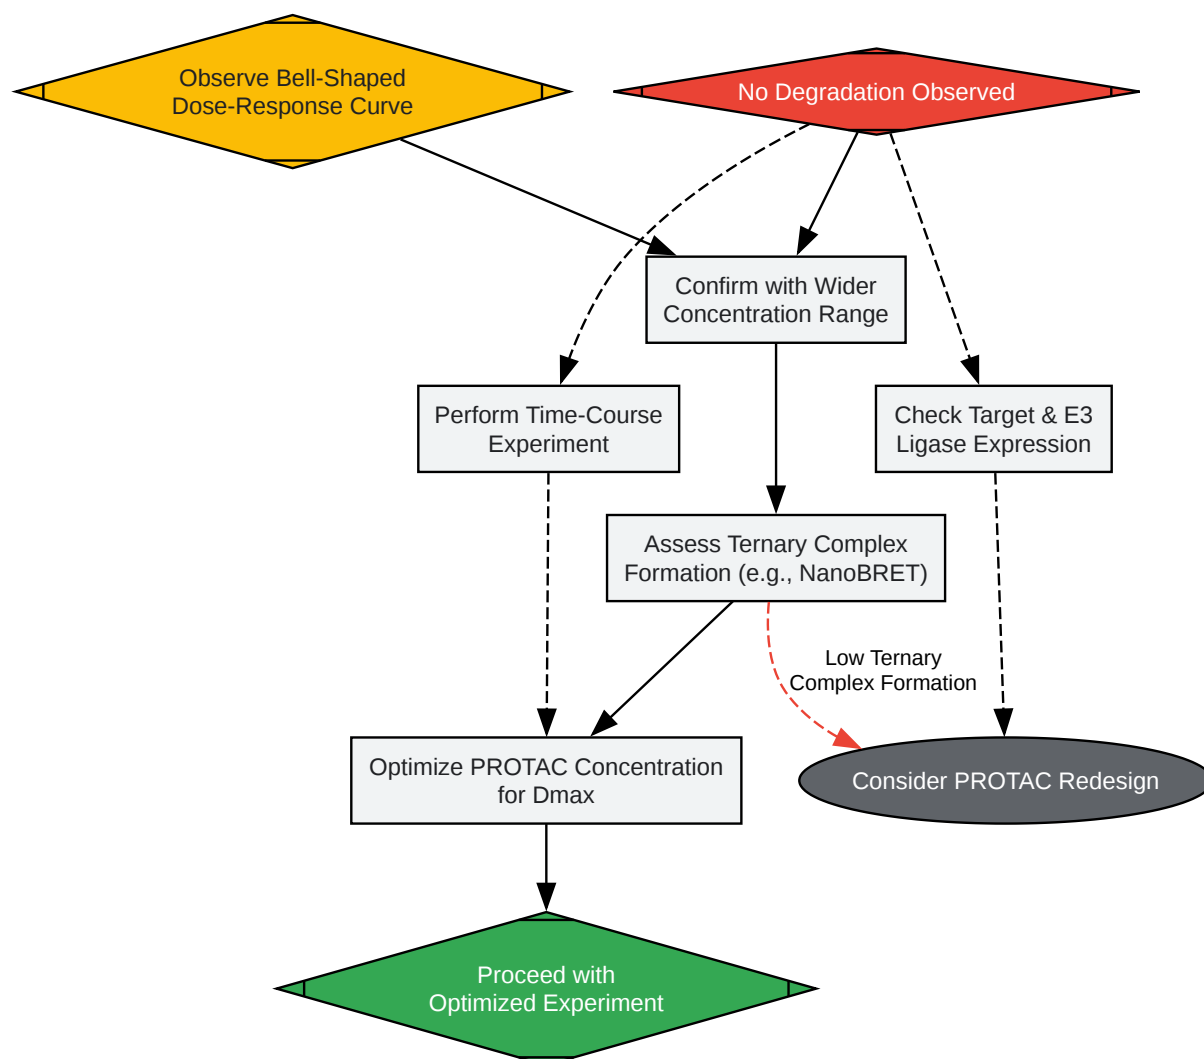 Observe Bell-Shaped
Dose-Response Curve
No Degradation Observed
Confirm with Wider
Concentration Range
Perform Time-Course
Experiment
Check Target & E3
Ligase Expression
Assess Ternary Complex
Formation (e.g., NanoBRET)
Low Ternary
Complex Formation
Optimize PROTAC Concentration
for Dmax
Consider PROTAC Redesign
Proceed with
Optimized Experiment